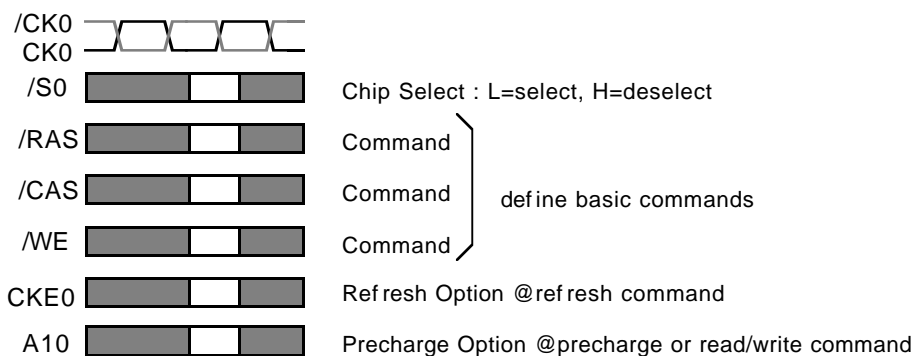 /CK0
CK0
/S0 Chip Select : L=select, H=deselect
/RAS Command
/CAS Command define basic commands
/WE Command
CKE0 Refresh Option @refresh command
A10 Precharge Option @precharge or read/write command